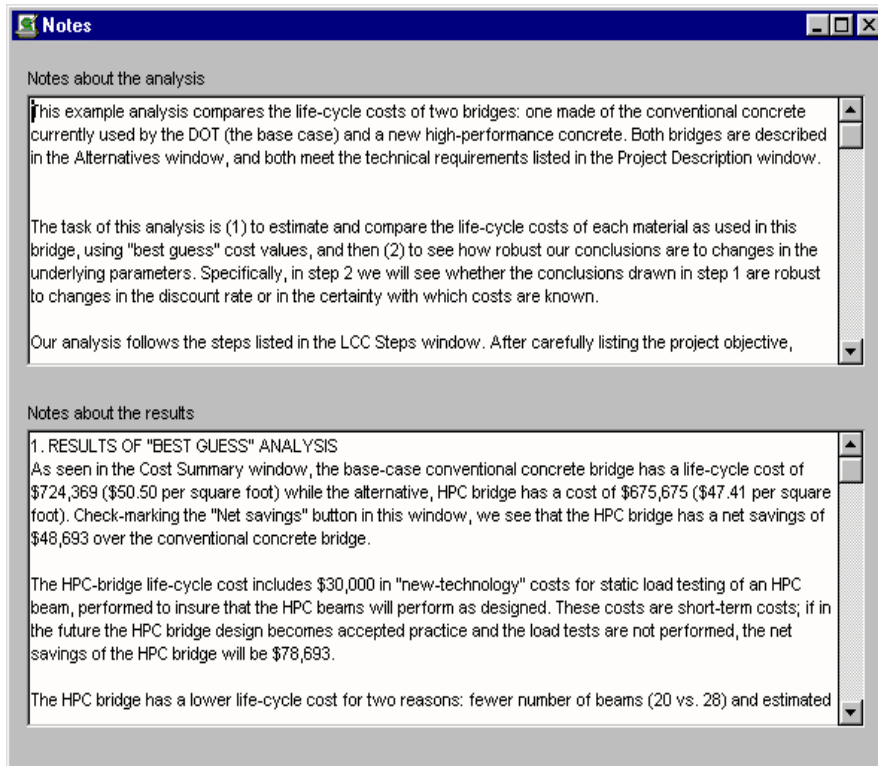 Notes
Notes about the analysis
This example analysis compares the life-cycle costs of two bridges: one made of the conventional concrete
currently used by the DOT (the base case) and a new high-performance concrete. Both bridges are described
in the Alternatives window, and both meet the technical requirements listed in the Project Description window.
The task of this analysis is (1) to estimate and compare the life-cycle costs of each material as used in this
bridge, using "best guess" cost values, and then (2) to see how robust our conclusions are to changes in the
underlying parameters. Specifically, in step 2 we will see whether the conclusions drawn in step 1 are robust
to changes in the discount rate or in the certainty with which costs are known.
Our analysis follows the steps listed in the LCC Steps window. After carefully listing the project objective,
Notes about the results
1. RESULTS OF "BEST GUESS" ANALYSIS
As seen in the Cost Summary window, the base-case conventional concrete bridge has a life-cycle cost of
$724,369 ($50.50 per square foot) while the alternative, HPC bridge has a cost of $675,675 ($47.41 per square
foot). Check-marking the "Net savings" button in this window, we see that the HPC bridge has a net savings of
$48,693 over the conventional concrete bridge.
The HPC-bridge life-cycle cost includes $30,000 in "new-technology" costs for static load testing of an HPC
beam, performed to insure that the HPC beams will perform as designed. These costs are short-term costs; if in
the future the HPC bridge design becomes accepted practice and the load tests are not performed, the net
savings of the HPC bridge will be $78,693.
The HPC bridge has a lower life-cycle cost for two reasons: fewer number of beams (20 vs. 28) and estimated